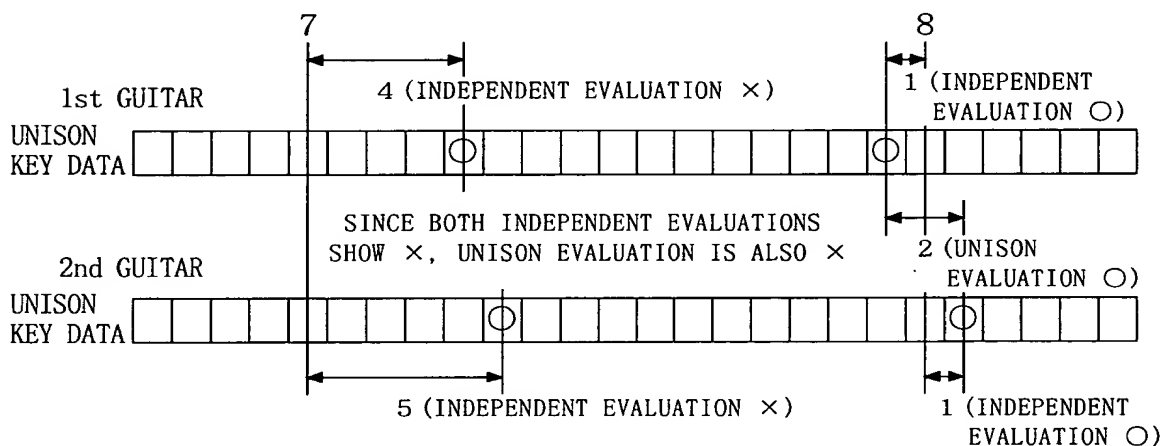 7
8
4 (INDEPENDENT EVALUATION ×)
1 (INDEPENDENT
EVALUATION ○)
1st GUITAR
UNISON
KEY DATA
SINCE BOTH INDEPENDENT EVALUATIONS
SHOW ×, UNISON EVALUATION IS ALSO ×
2 (UNISON
EVALUATION ○)
2nd GUITAR
UNISON
KEY DATA
5 (INDEPENDENT EVALUATION ×)
1 (INDEPENDENT
EVALUATION ○)